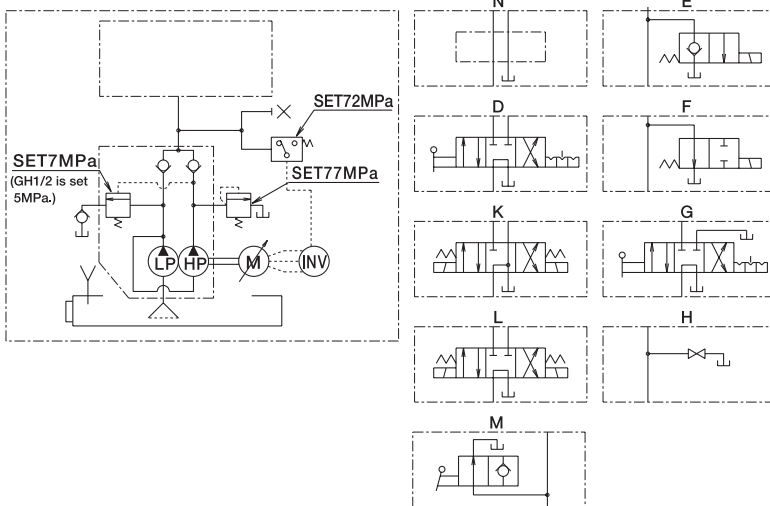 N
E
SET72MPa
D
F
SET7MPa
(GH1/2 is set
5MPa.)
SET77MPa
K
G
LP
HP
M
INV
L
H
M